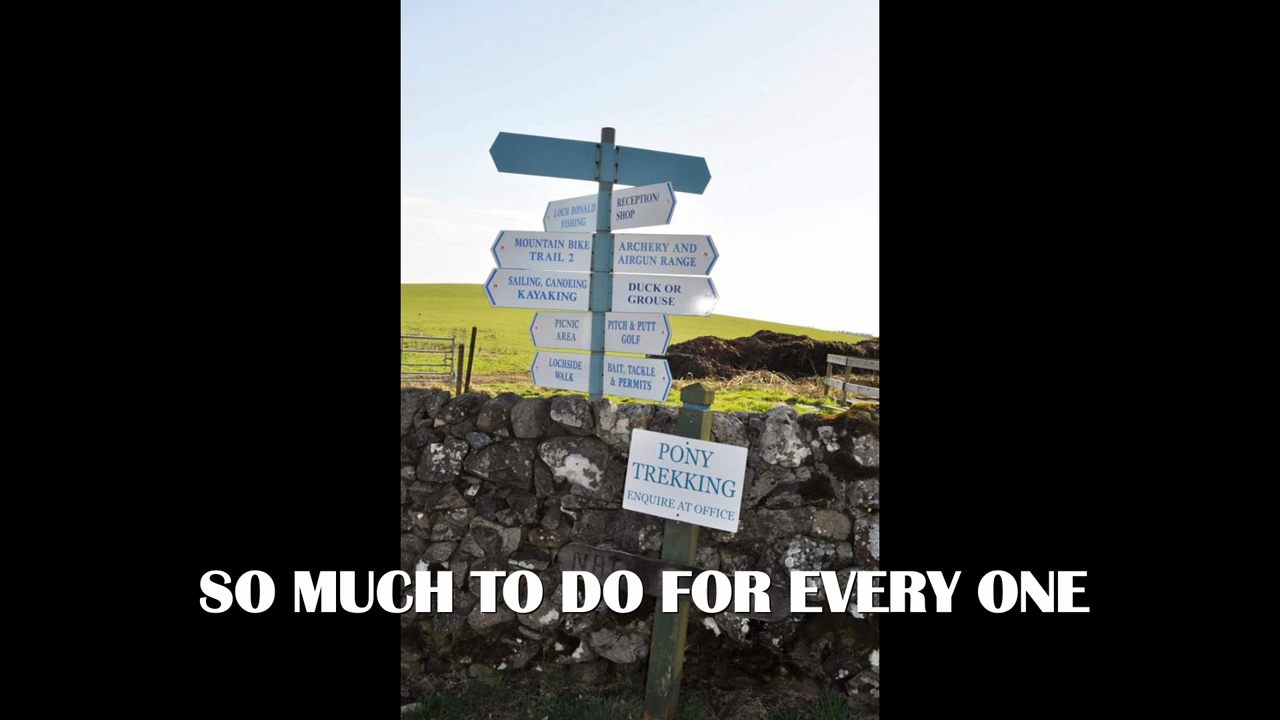 LOCH RONALD
FISHING
RECEPTION/
SHOP
MOUNTAIN BIKE
TRAIL 2
ARCHERY AND
AIRGUN RANGE
SAILING, CANOEING
KAYAKING
DUCK OR
GROUSE
PICNIC
AREA
PITCH & PUTT
GOLF
LOCHSIDE
WALK
BAIT, TACKLE
& PERMITS
PONY
TREKKING
ENQUIRE AT OFFICE
SO MUCH TO DO FOR EVERY ONE